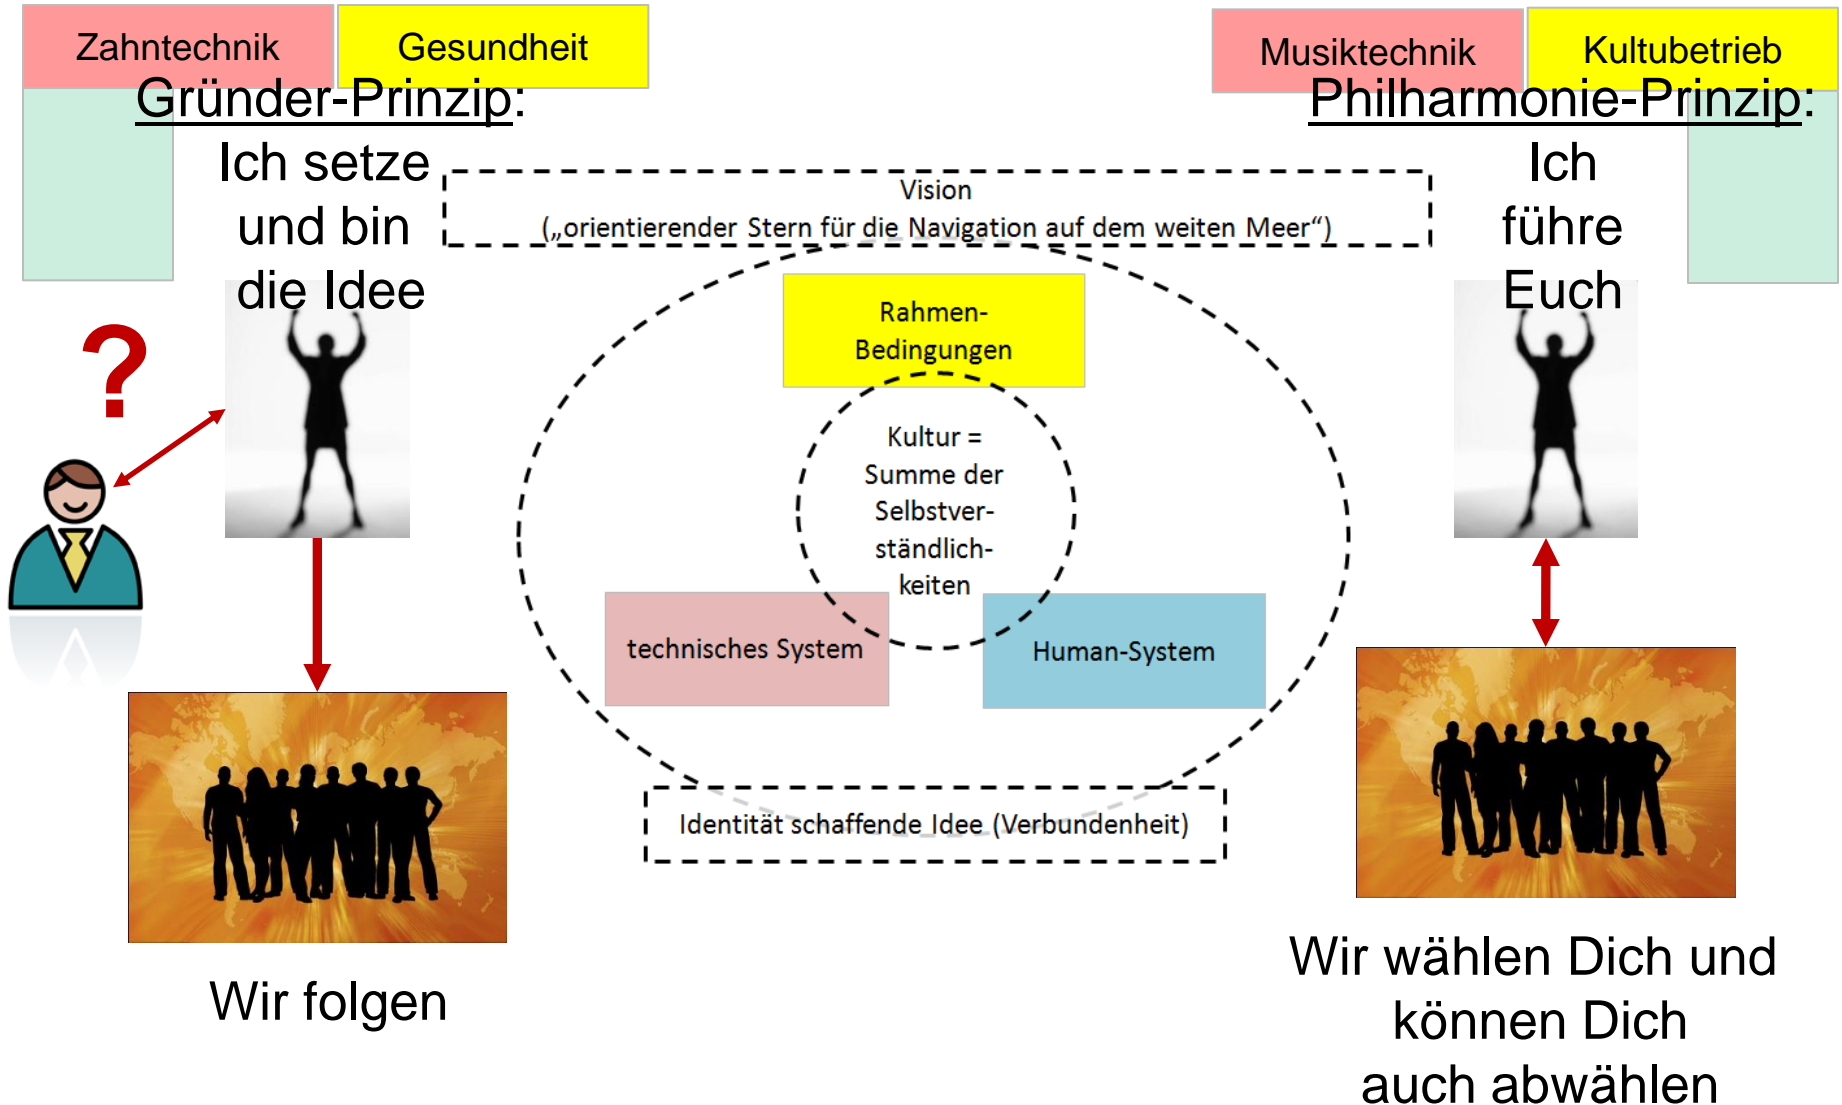 Zahntechnik
Gesundheit
Gründer-Prinzip:
Ich setze
und bin
die Idee
?
Wir folgen
Vision
(„orientierender Stern für die Navigation auf dem weiten Meer“)
Rahmen-
Bedingungen
Kultur =
Summe der
Selbstver-
ständlich-
keiten
technisches System
Human-System
Identität schaffende Idee (Verbundenheit)
Musiktechnik
Kultubetrieb
Philharmonie-Prinzip:
Ich
führe
Euch
Wir wählen Dich und
können Dich
auch abwählen